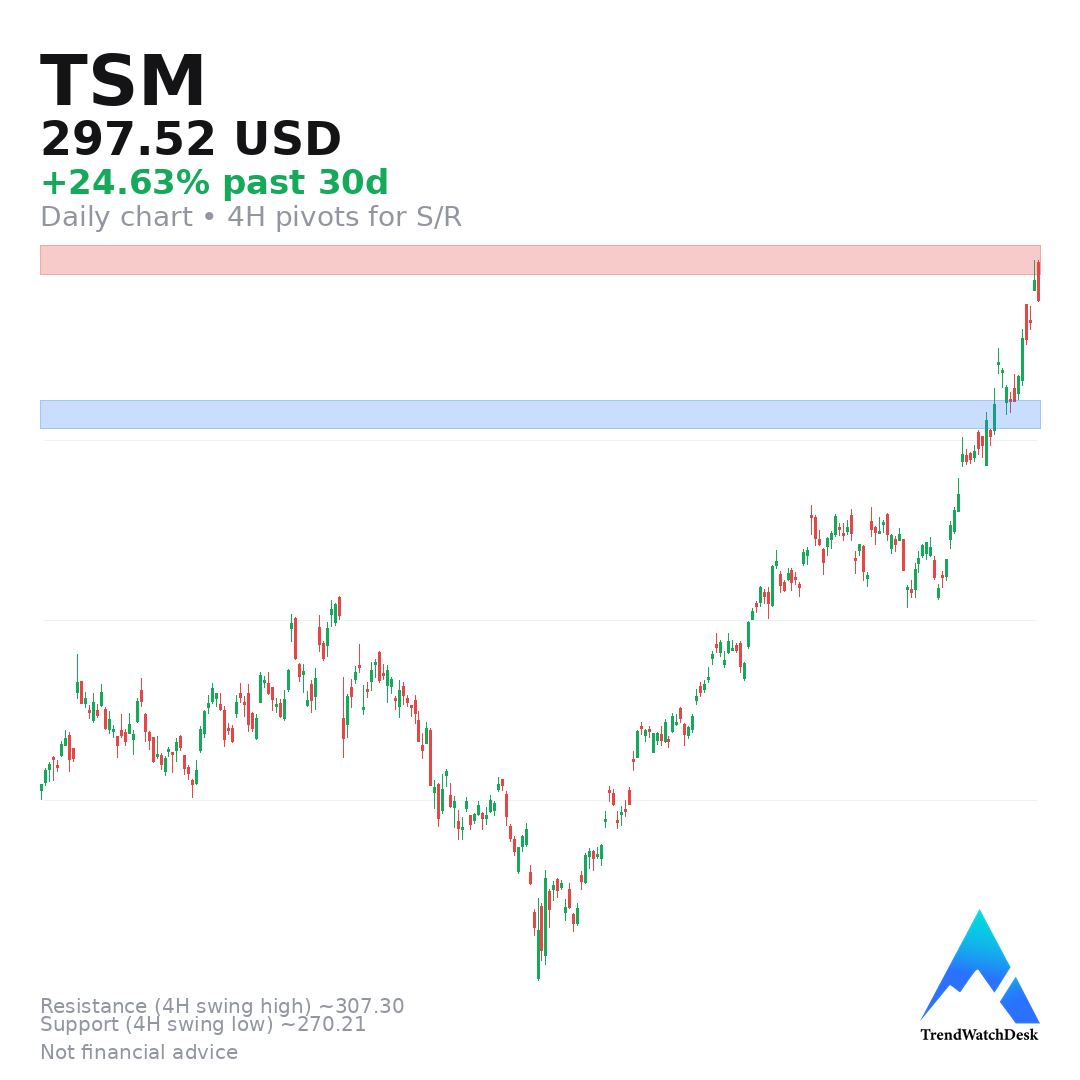 TSM
297.52 USD
+24.63% past 30d
Daily chart • 4H pivots for S/R
Resistance (4H swing high) ~307.30
Support (4H swing low) ~270.21
Not financial advice
TrendWatchDesk